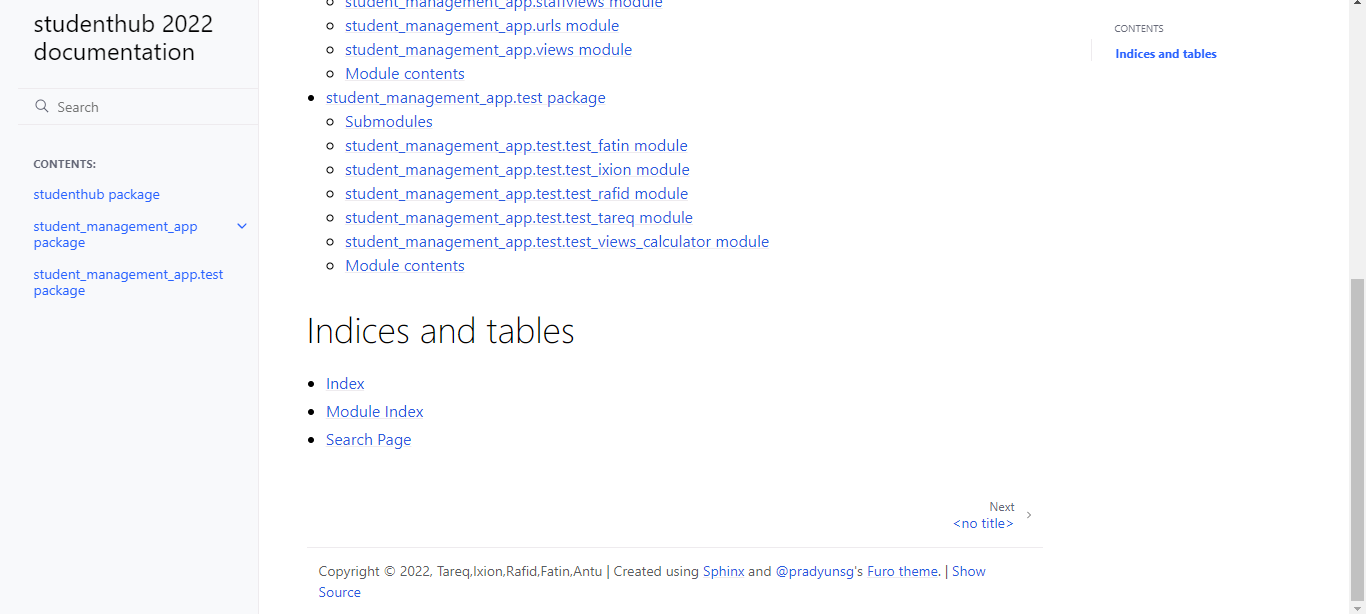 studenthub 2022
documentation
Search
CONTENTS:
studenthub package
student_management_app
package
student_management_app.test
package
student_management_app.staffviews module
student_management_app.urls module
student_management_app.views module
Module contents
student_management_app.test package
Submodules
student_management_app.test.test_fatin module
student_management_app.test.test_ixion module
student_management_app.test.test_rafid module
student_management_app.test.test_tareq module
student_management_app.test.test_views_calculator module
Module contents
Indices and tables
Index
Module Index
Search Page
Next
<no title>
Copyright © 2022, Tareq,Ixion,Rafid,Fatin,Antu | Created using Sphinx and @pradyunsg's Furo theme. | Show
Source
CONTENTS
Indices and tables